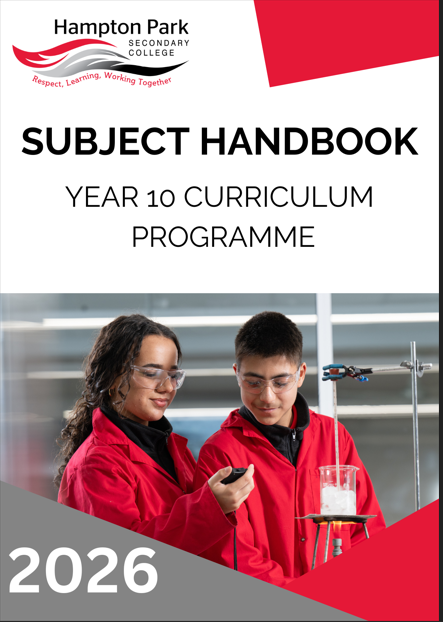 Hampton Park
SECONDARY
COLLEGE
Respect, Learning, Working Together
SUBJECT HANDBOOK
YEAR 10 CURRICULUM
PROGRAMME
2026